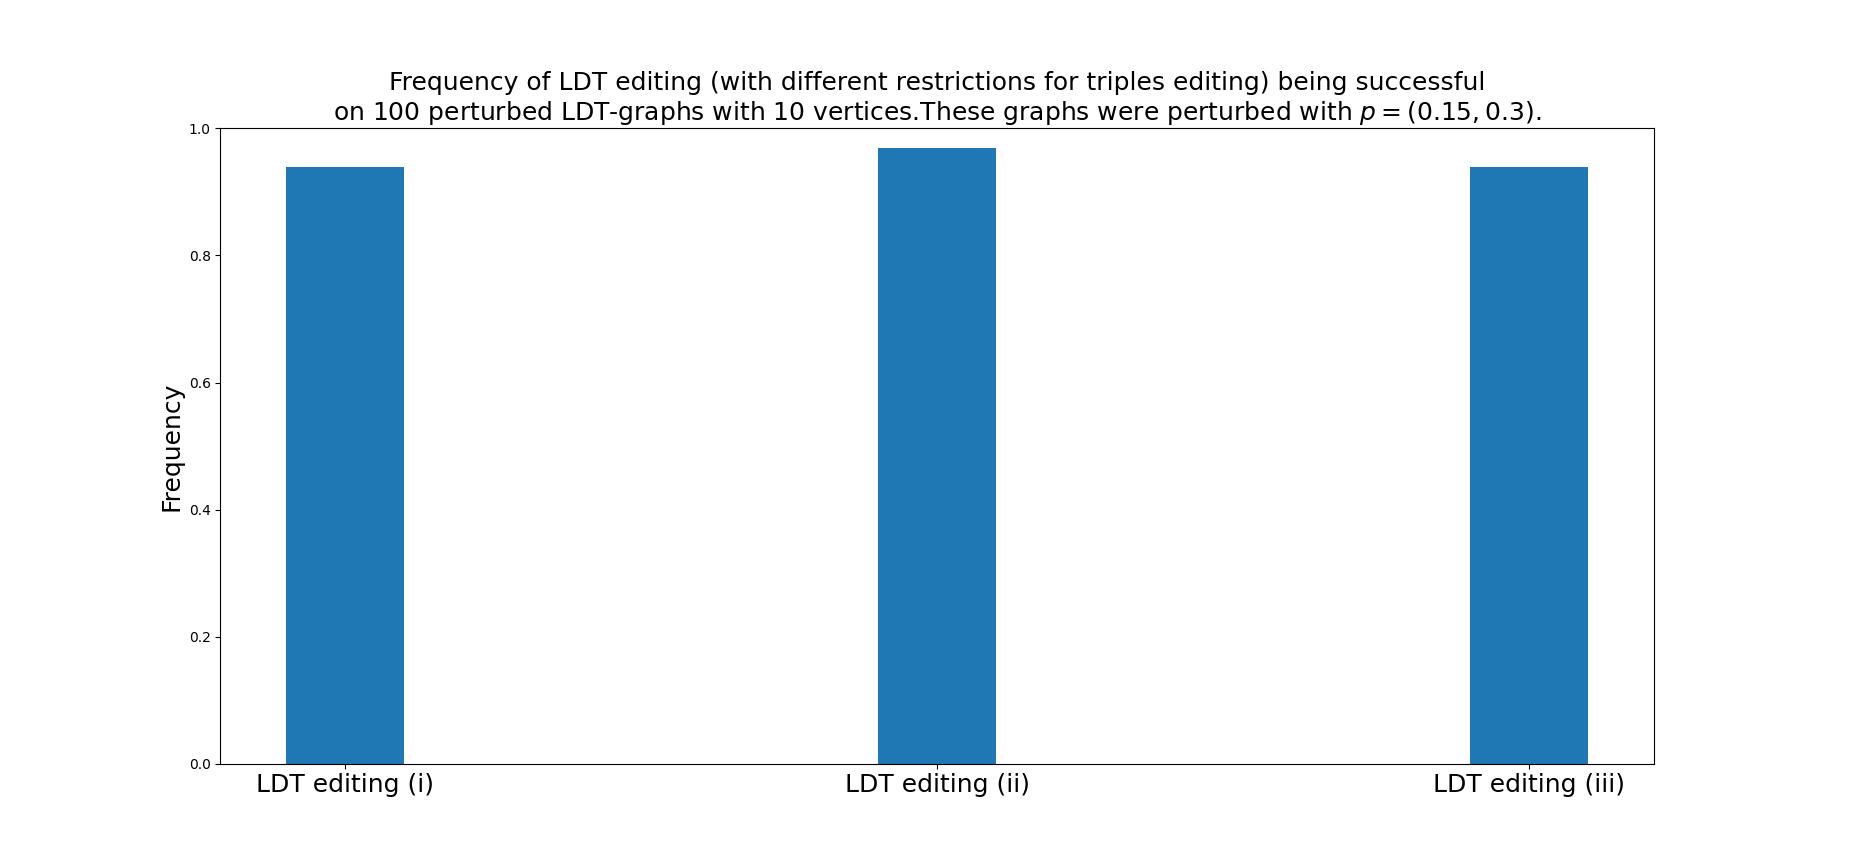 Frequency of LDT editing (with different restrictions for triples editing) being successful
on 100 perturbed LDT-graphs with 10 vertices.These graphs were perturbed with p = (0.15, 0.3).
1.0
0.8
0.6
0.4
0.2
0.0
Frequency
LDT editing (i)
LDT editing (ii)
LDT editing (iii)